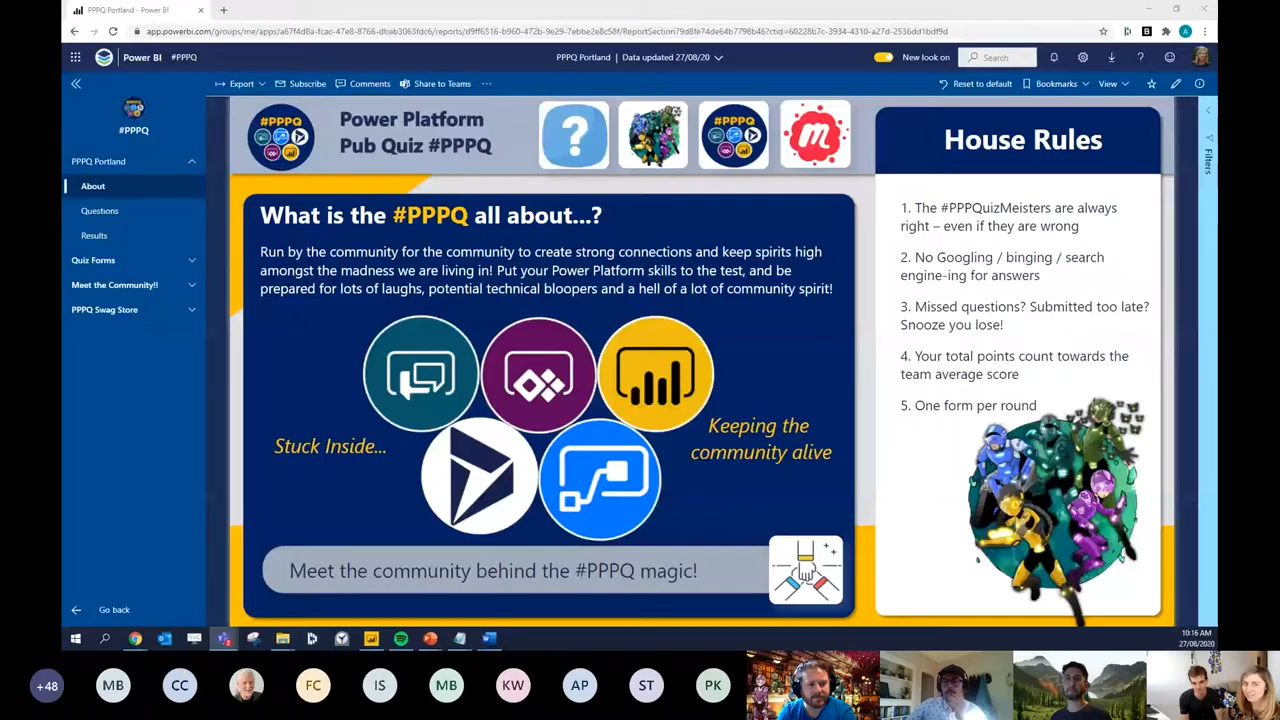 PPPQ Portland - Power BI
app.powerbi.com/groups/me/apps/a67f4d8a-fcac-47e8-8766-dbab3063fdc6/reports/d9ff6516-b960-472b-9e29-7ebbe2e8c58f/ReportSection79d8fe74de64b7798b46?ctid=60228b7c-3934-4310-a27d-2536dd1bdf9d
Power BI #PPPQ
PPPQ Portland | Data updated 27/08/20
New look on
Search
Export
Subscribe
Comments
Share to Teams
Reset to default
Bookmarks
View
#PPPQ
PPPQ Portland
About
Questions
Results
Quiz Forms
Meet the Community!!
PPPQ Swag Store
Go back
#PPPQ
Power Platform
Pub Quiz #PPPQ
?
#PPPQ
m
What is the #PPPQ all about...?
Run by the community for the community to create strong connections and keep spirits high
amongst the madness we are living in! Put your Power Platform skills to the test, and be
prepared for lots of laughs, potential technical bloopers and a hell of a lot of community spirit!
Stuck Inside...
Keeping the
community alive
Meet the community behind the #PPPQ magic!
House Rules
1. The #PPPQuizMeisters are always
right – even if they are wrong
2. No Googling / binging / search
engine-ing for answers
3. Missed questions? Submitted too late?
Snooze you lose!
4. Your total points count towards the
team average score
5. One form per round
Filters
10:16 AM
27/08/2020
+48
MB
CC
FC
IS
MB
KW
AP
ST
PK